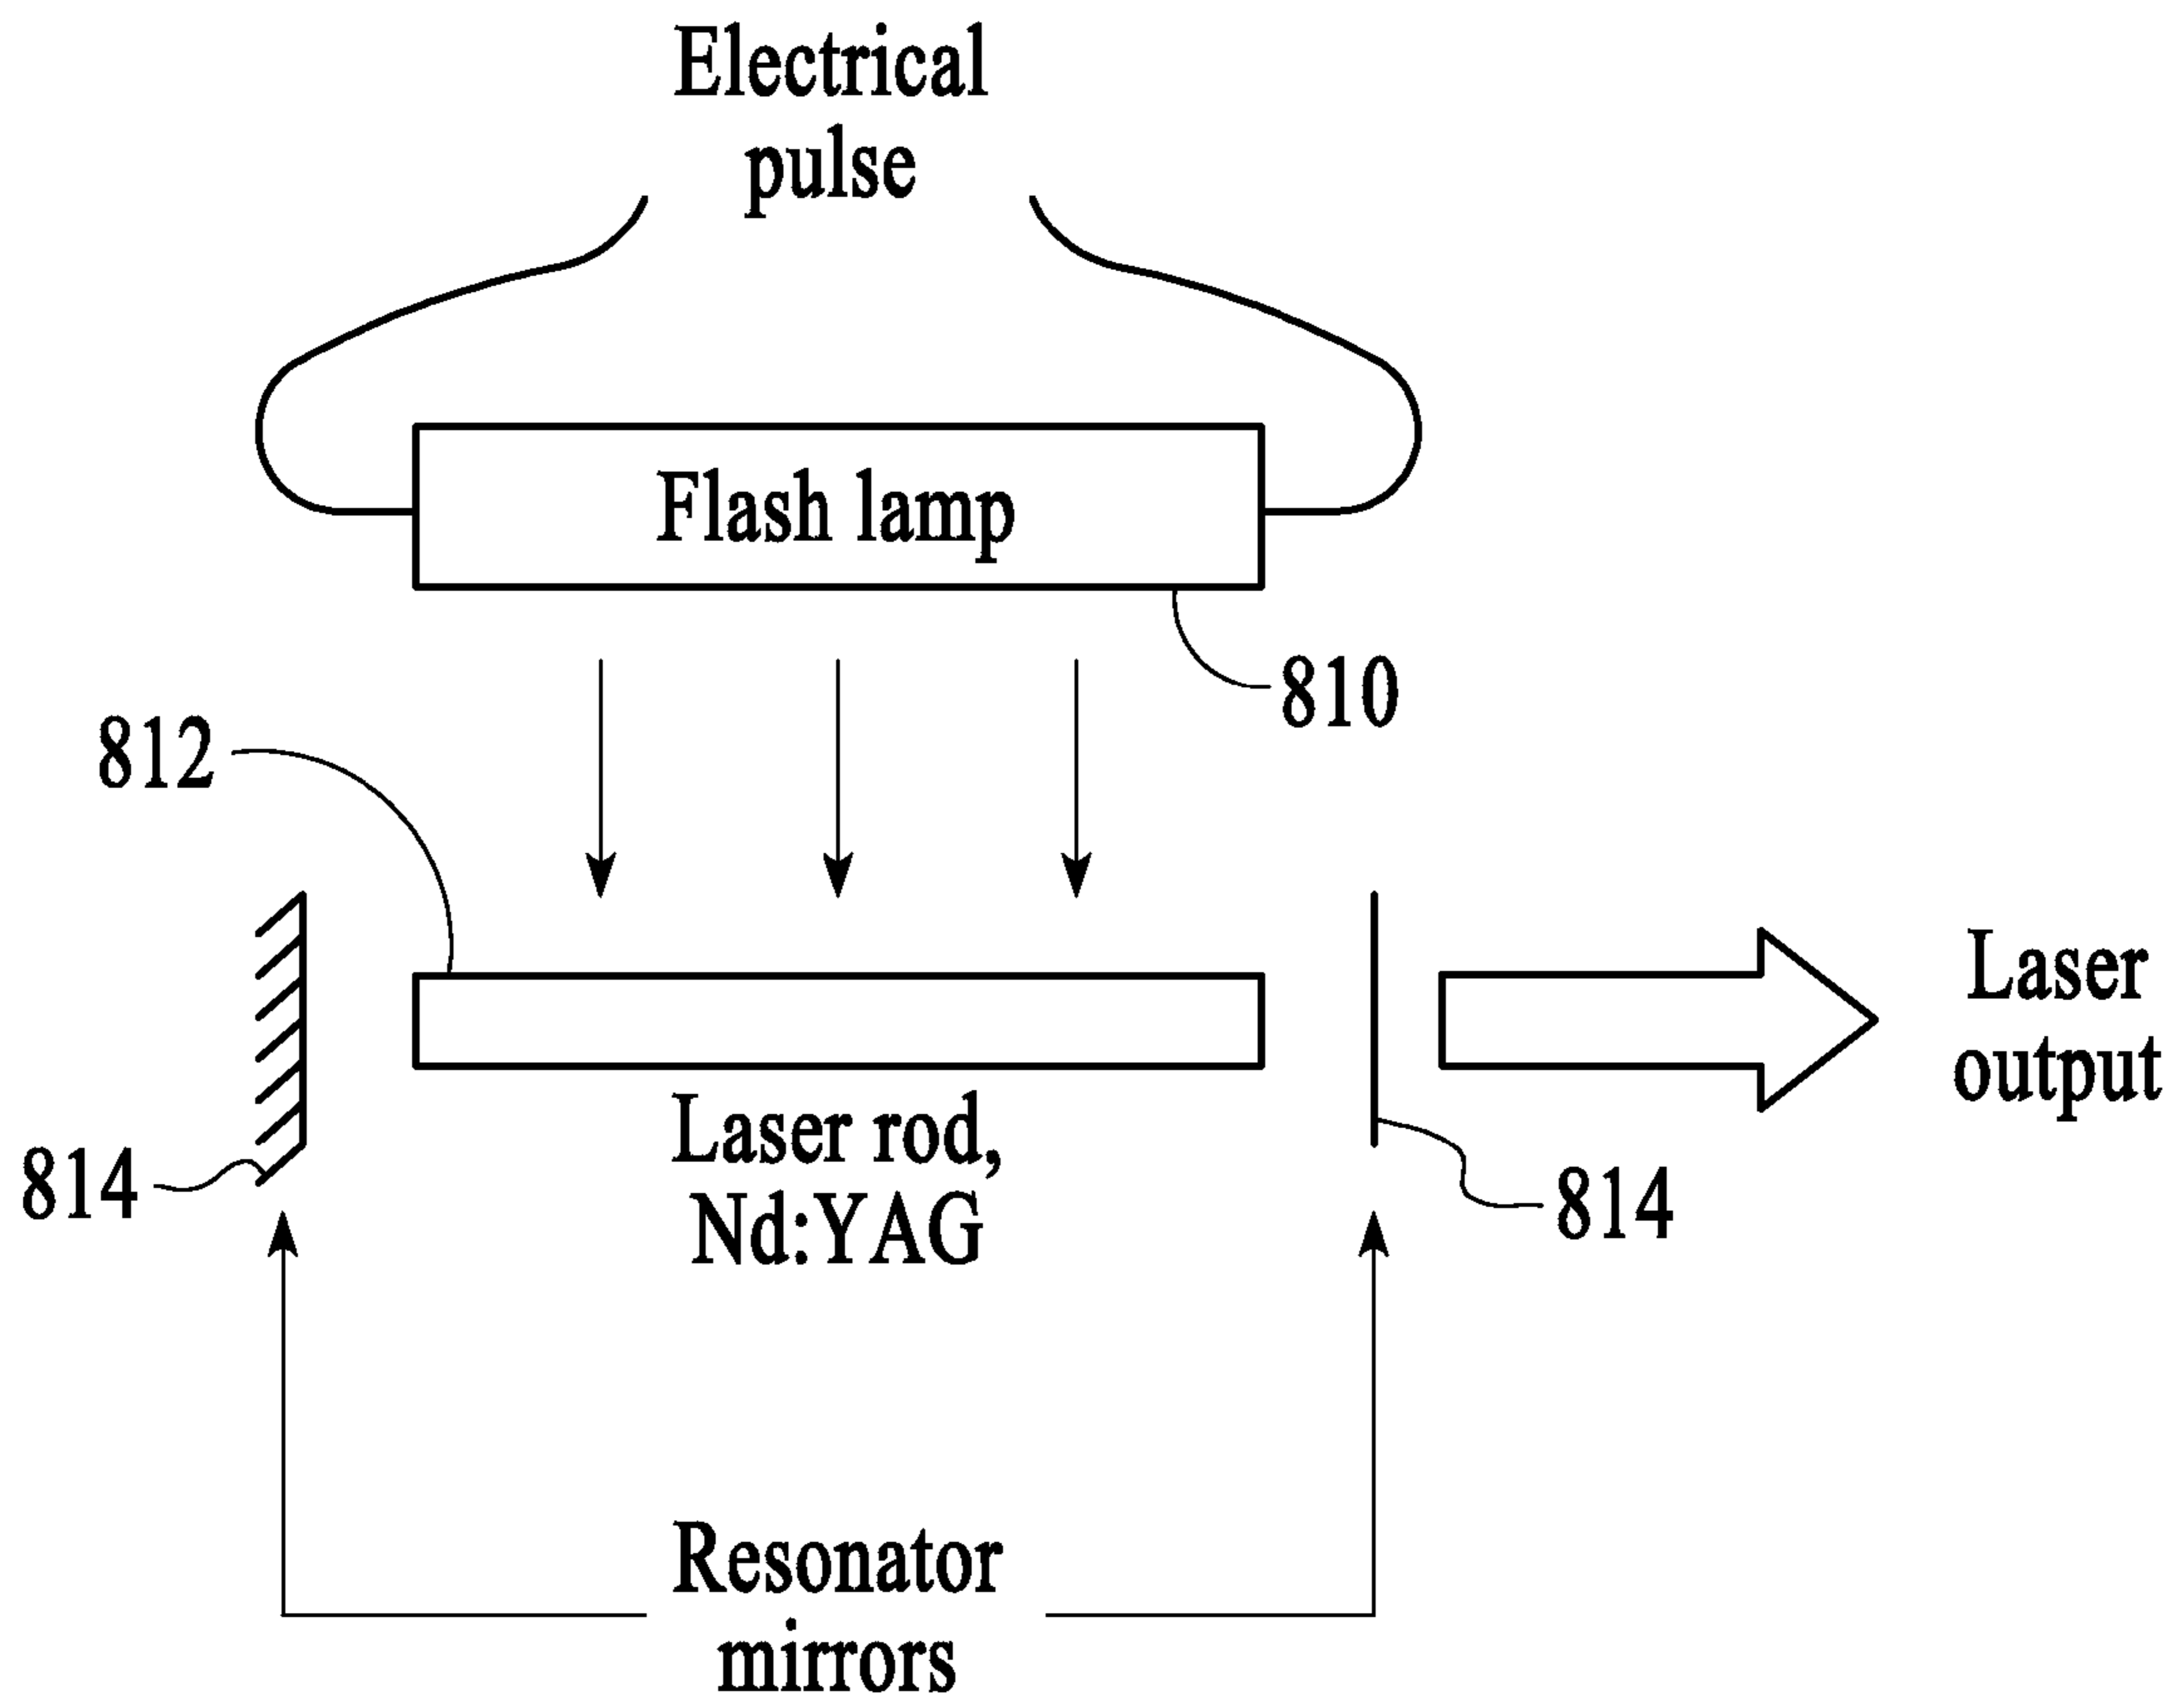 Electrical
pulse
Flash lamp
810
812
Laser
output
Laser rod,
Nd:YAG
814
814
Resonator
mirrors